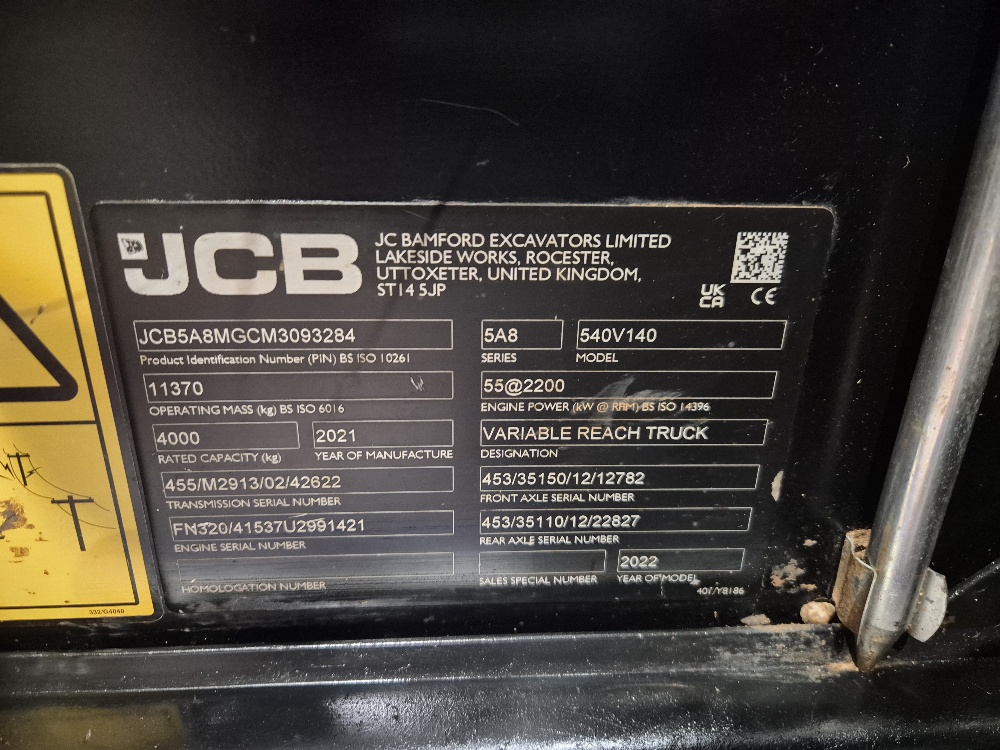 JCB
JC BAMFORD EXCAVATORS LIMITED
LAKESIDE WORKS, ROCESTER,
UTTOXETER, UNITED KINGDOM,
ST14 5JP
UK
CA
CE
JCB5A8MGCM3093284
Product Identification Number (PIN) BS ISO 10261
5A8
SERIES
540V140
MODEL
11370
OPERATING MASS (kg) BS ISO 6016
55@2200
ENGINE POWER (kW @ RPM) BS ISO 14396
4000
RATED CAPACITY (kg)
2021
YEAR OF MANUFACTURE
VARIABLE REACH TRUCK
DESIGNATION
455/M2913/02/42622
TRANSMISSION SERIAL NUMBER
453/35150/12/12782
FRONT AXLE SERIAL NUMBER
FN320/41537U2991421
ENGINE SERIAL NUMBER
453/35110/12/22827
REAR AXLE SERIAL NUMBER
HOMOLOGATION NUMBER
SALES SPECIAL NUMBER
2022
YEAR OF MODEL
407/Y8186
332/G4040